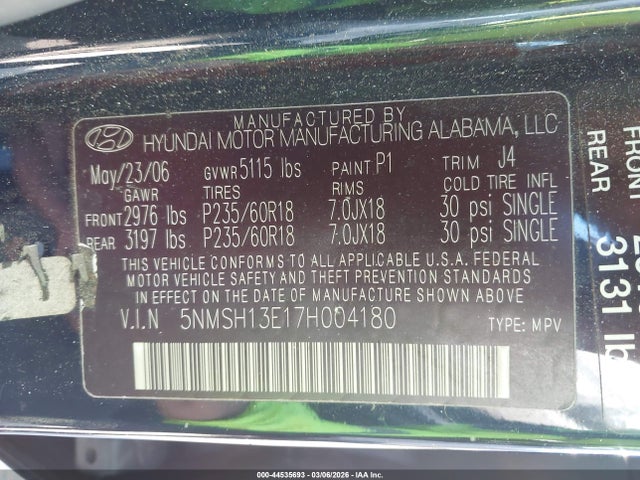 MANUFACTURED BY
HYUNDAI MOTOR MANUFACTURING ALABAMA, LLC
May/23/06 GVWR 5115 lbs PAINT P1 TRIM J4
GAWR TIRES RIMS COLD TIRE INFL
FRONT 2976 lbs P235/60R18 7.0JX18 30 psi SINGLE
REAR 3197 lbs P235/60R18 7.0JX18 30 psi SINGLE
THIS VEHICLE CONFORMS TO ALL APPLICABLE U.S.A. FEDERAL
MOTOR VEHICLE SAFETY AND THEFT PREVENTION STANDARDS
IN EFFECT ON THE DATE OF MANUFACTURE SHOWN ABOVE.
V.I.N 5NMSH13E17H004180 TYPE: MPV
FRONT
REAR 3131 lb
000-44535693 - 03/06/2026 - IAA Inc.